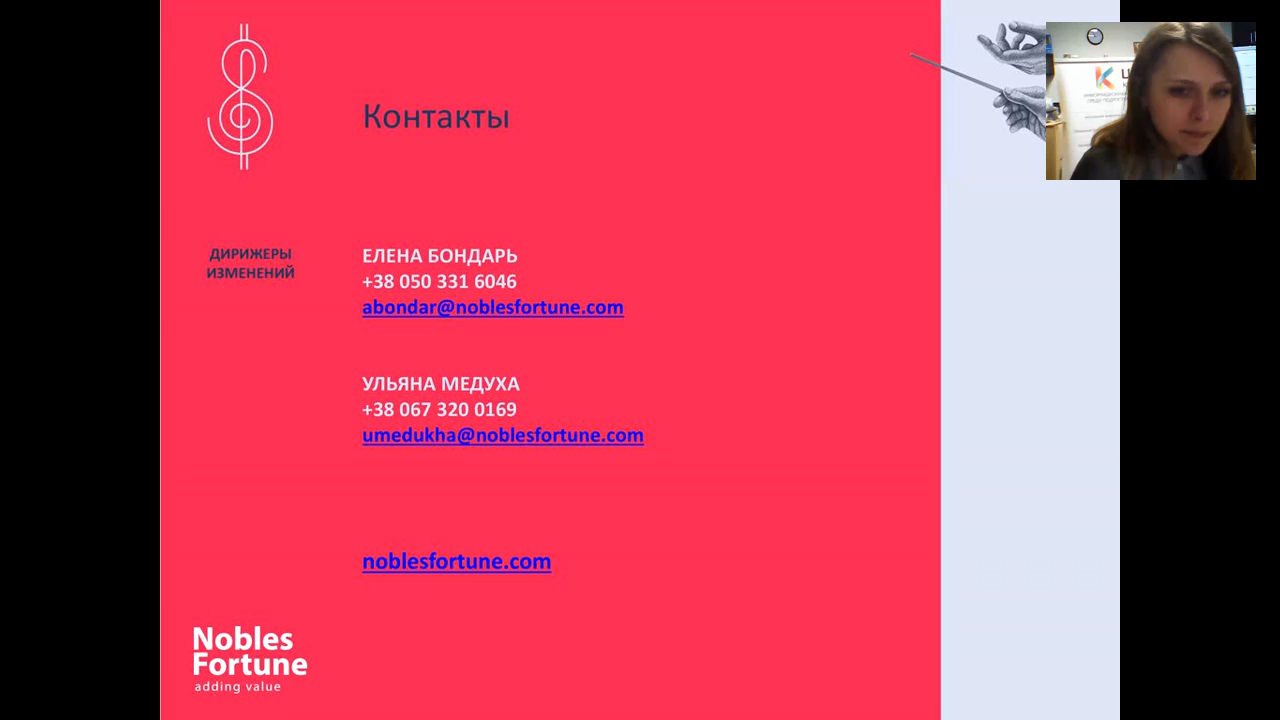 Контакты
ДИРИЖЕРЫ
ИЗМЕНЕНИЙ
ЕЛЕНА БОНДАРЬ
+38 050 331 6046
abondar@noblesfortune.com
УЛЬЯНА МЕДУХА
+38 067 320 0169
umedukha@noblesfortune.com
noblesfortune.com
Nobles
Fortune
adding value